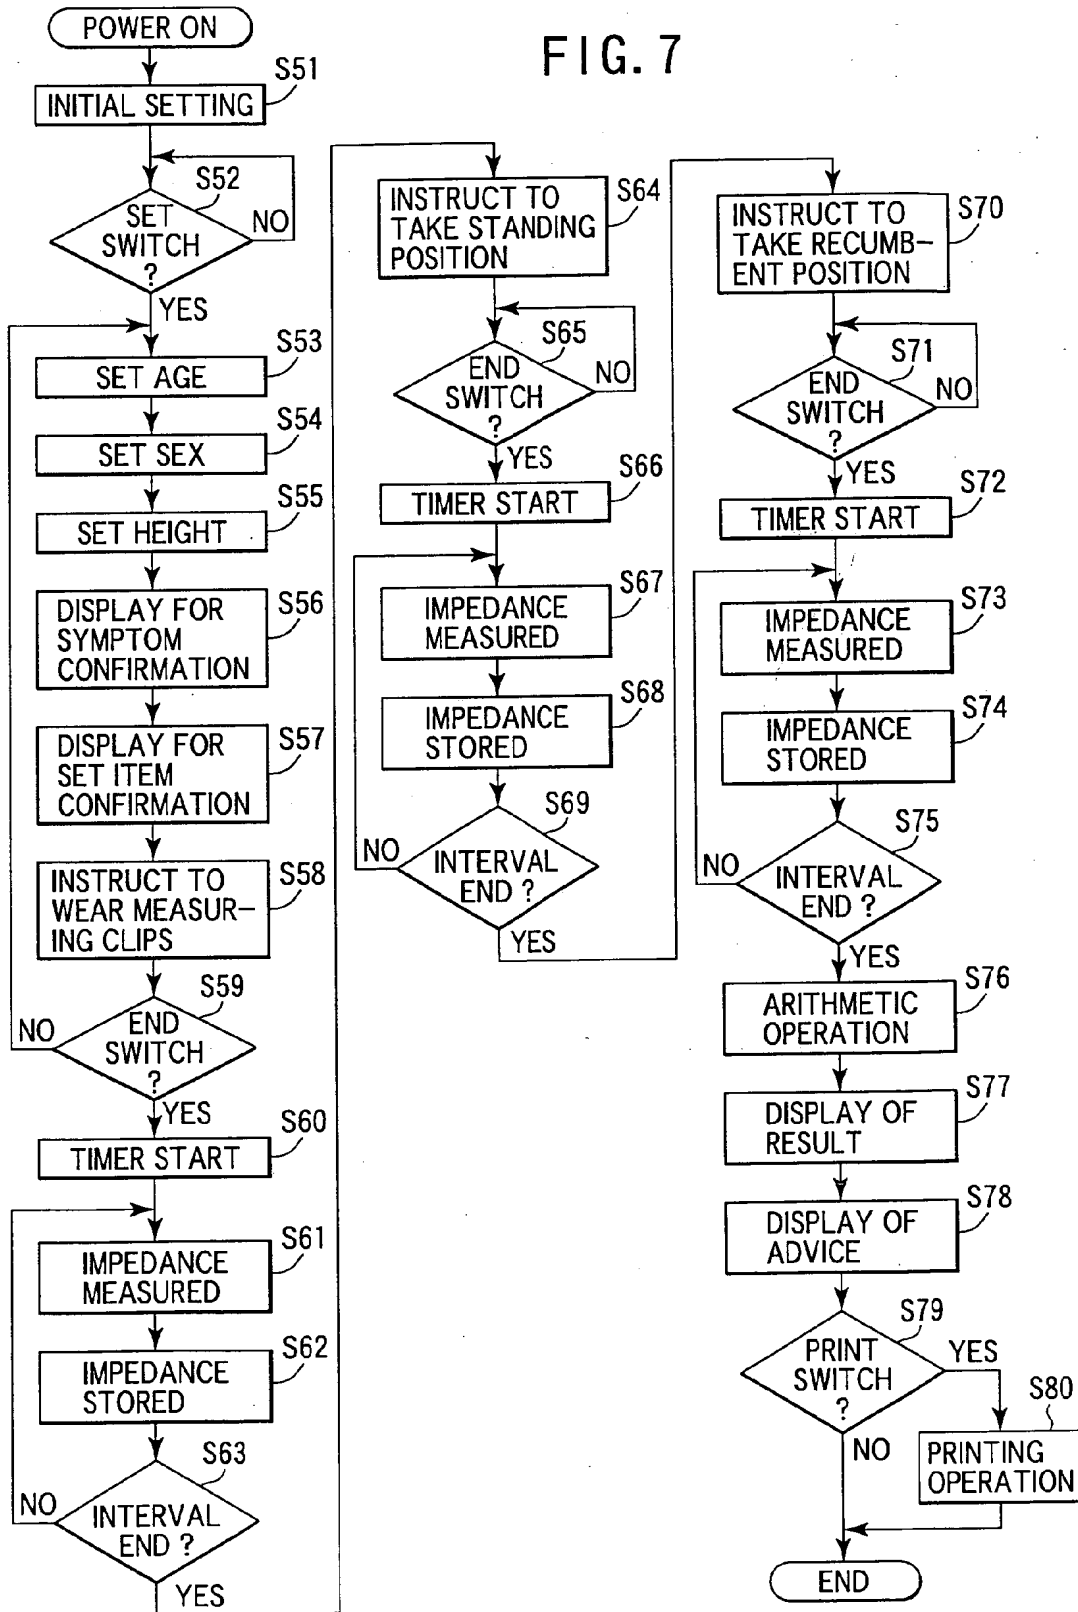 FIG. 7
POWER ON
S51
INITIAL SETTING
S52
SET
SWITCH
?
NO
YES
S53
SET AGE
S54
SET SEX
S55
SET HEIGHT
S56
DISPLAY FOR
SYMPTOM
CONFIRMATION
S57
DISPLAY FOR
SET ITEM
CONFIRMATION
S58
INSTRUCT TO
WEAR MEASUR-
ING CLIPS
S59
NO
END
SWITCH
?
YES
S60
TIMER START
S61
IMPEDANCE
MEASURED
S62
IMPEDANCE
STORED
S63
NO
INTERVAL
END ?
YES
S64
INSTRUCT TO
TAKE STANDING
POSITION
S65
END
SWITCH
?
NO
YES
S66
TIMER START
S67
IMPEDANCE
MEASURED
S68
IMPEDANCE
STORED
S69
NO
INTERVAL
END ?
YES
S70
INSTRUCT TO
TAKE RECUMB-
ENT POSITION
S71
END
SWITCH
?
NO
YES
S72
TIMER START
S73
IMPEDANCE
MEASURED
S74
IMPEDANCE
STORED
S75
NO
INTERVAL
END ?
YES
S76
ARITHMETIC
OPERATION
S77
DISPLAY OF
RESULT
S78
DISPLAY OF
ADVICE
S79
PRINT
SWITCH
?
YES
NO
S80
PRINTING
OPERATION
END